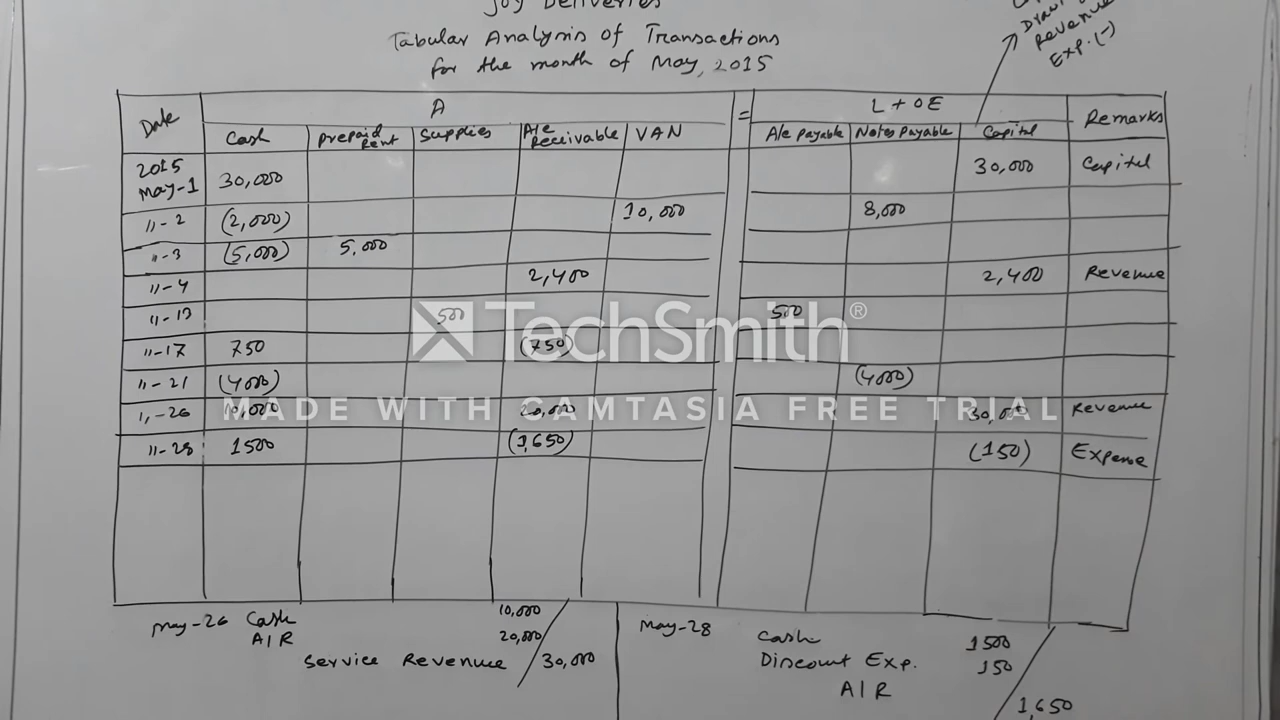 Joy Deliveries
Tabular Analysis of Transactions
for the month of May, 2015
Draw
Revenue
Exp. (-)
Date A = L + OE Remarks
Cash Prepaid Rent Supplies A/c Receivable VAN A/c payable Notes Payable Capital
2015 May-1 30,000 30,000 Capital
11-2 (2,000) 10,000 8,000
11-3 (5,000) 5,000
11-4 2,400 2,400 Revenue
11-13 500 500
11-17 750 (750)
11-21 (4000) (4000)
11-26 10,000 20,000 30,000 Revenue
11-28 1500 (1,650) (150) Expense
TechSmith®
MADE WITH CAMTASIA FREE TRIAL
May-26 Cash 10,000
A/R 20,000
Service Revenue 30,000
May-28 Cash 1500
Discount Exp. 150
A/R 1,650